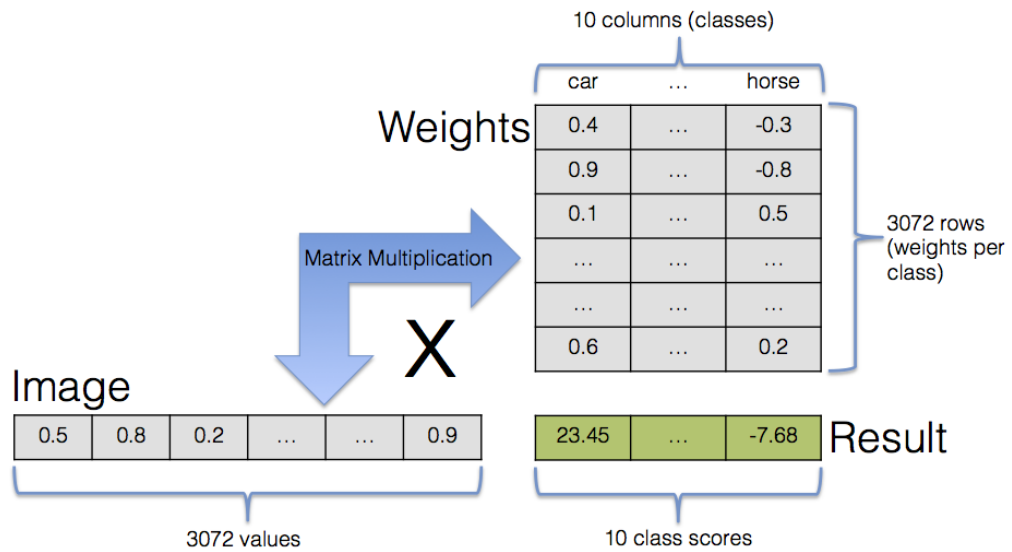 10 columns (classes)
car … horse
Weights
0.4 … -0.3
0.9 … -0.8
0.1 … 0.5
… … …
… … …
0.6 … 0.2
3072 rows
(weights per
class)
Matrix Multiplication
X
Image
0.5 0.8 0.2 … … 0.9
3072 values
23.45 … -7.68
Result
10 class scores